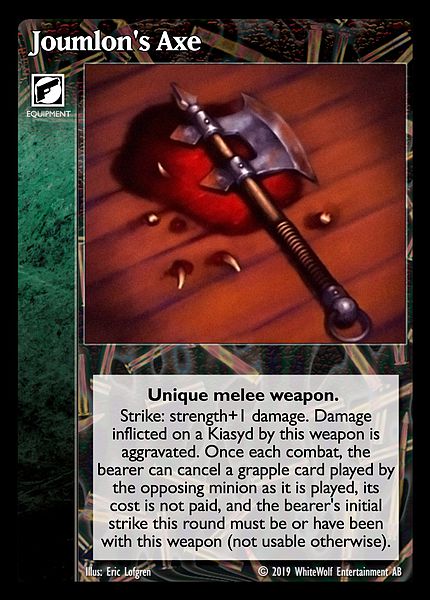 Joumlon's Axe
EQUIPMENT
Unique melee weapon.
Strike: strength+1 damage. Damage
inflicted on a Kiasyd by this weapon is
aggravated. Once each combat, the
bearer can cancel a grapple card played by
the opposing minion as it is played, its
cost is not paid, and the bearer's initial
strike this round must be or have been
with this weapon (not usable otherwise).
Illus: Eric Lofgren © 2019 WhiteWolf Entertainment AB